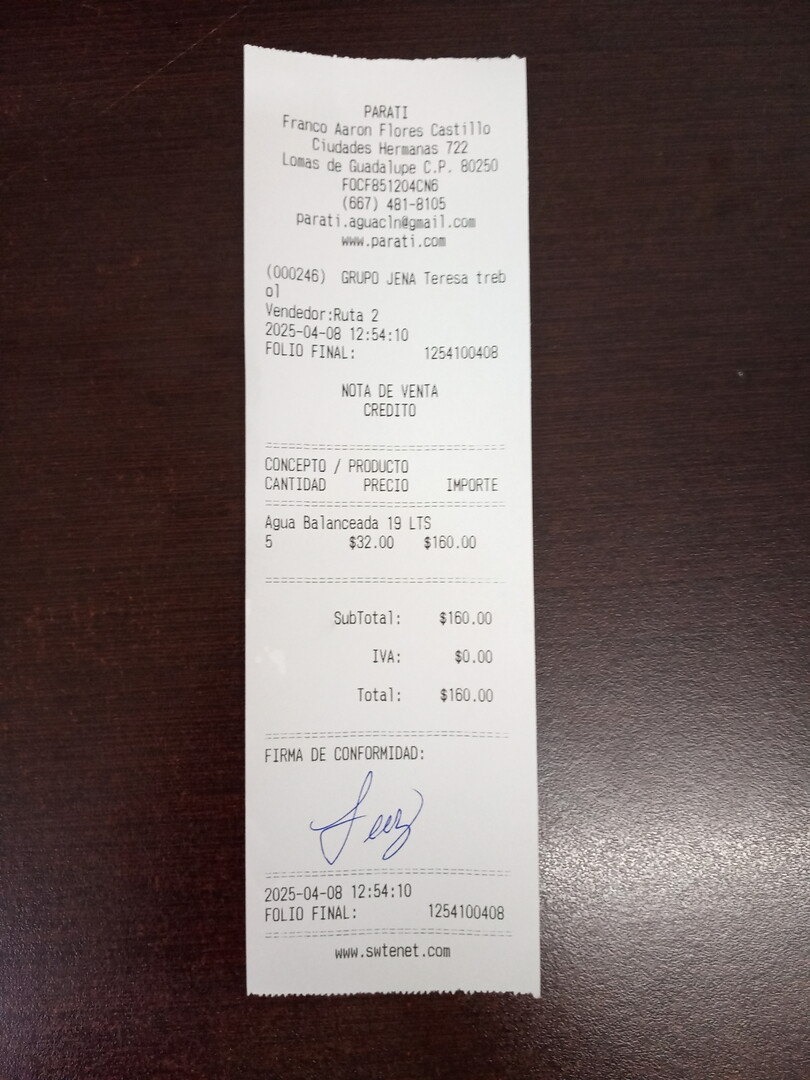 PARATI
Franco Aaron Flores Castillo
Ciudades Hermanas 722
Lomas de Guadalupe C.P. 80250
FOCF851204CN6
(667) 481-8105
parati.aguacln@gmail.com
www.parati.com
(000246) GRUPO JENA Teresa treb
ol
Vendedor:Ruta 2
2025-04-08 12:54:10
FOLIO FINAL: 1254100408
NOTA DE VENTA
CREDITO
CONCEPTO / PRODUCTO
CANTIDAD PRECIO IMPORTE
Agua Balanceada 19 LTS
5 $32.00 $160.00
SubTotal: $160.00
IVA: $0.00
Total: $160.00
FIRMA DE CONFORMIDAD:
2025-04-08 12:54:10
FOLIO FINAL: 1254100408
www.swtenet.com